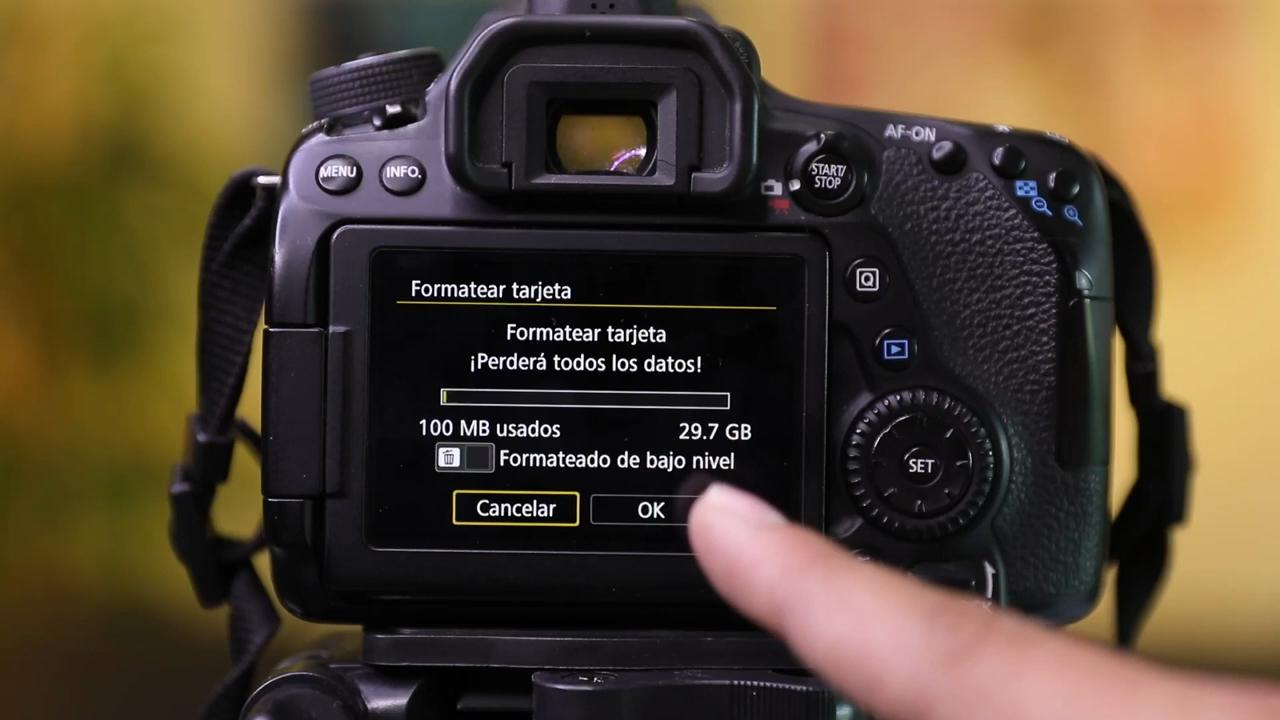 AF-ON
MENU
INFO.
START/
STOP
Q
Formatear tarjeta
Formatear tarjeta
¡Perderá todos los datos!
100 MB usados
29.7 GB
Formateado de bajo nivel
SET
Cancelar
OK